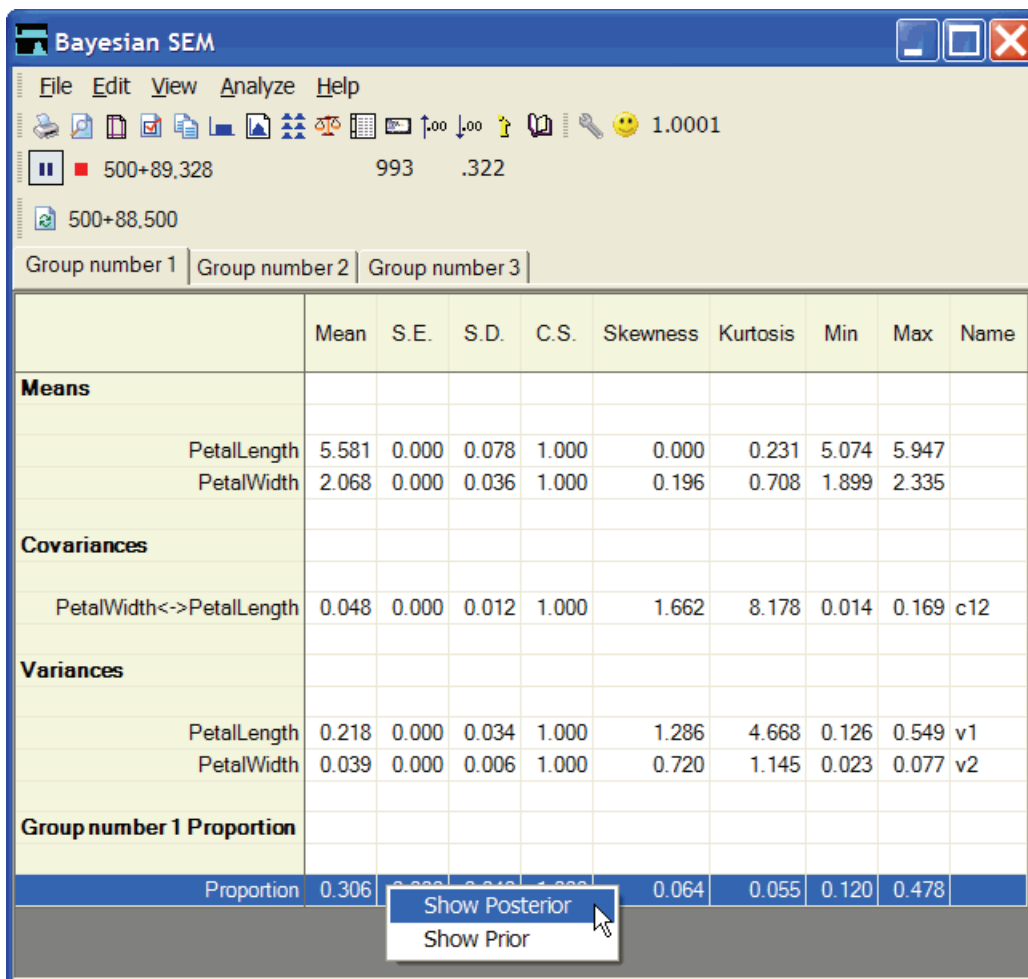 Bayesian SEM
File Edit View Analyze Help
1.0001
500+89,328 993 .322
500+88,500
Group number 1 Group number 2 Group number 3
Mean S.E. S.D. C.S. Skewness Kurtosis Min Max Name
Means
PetalLength 5.581 0.000 0.078 1.000 0.000 0.231 5.074 5.947
PetalWidth 2.068 0.000 0.036 1.000 0.196 0.708 1.899 2.335
Covariances
PetalWidth<->PetalLength 0.048 0.000 0.012 1.000 1.662 8.178 0.014 0.169 c12
Variances
PetalLength 0.218 0.000 0.034 1.000 1.286 4.668 0.126 0.549 v1
PetalWidth 0.039 0.000 0.006 1.000 0.720 1.145 0.023 0.077 v2
Group number 1 Proportion
Proportion 0.306 0.064 0.055 0.120 0.478
Show Posterior
Show Prior